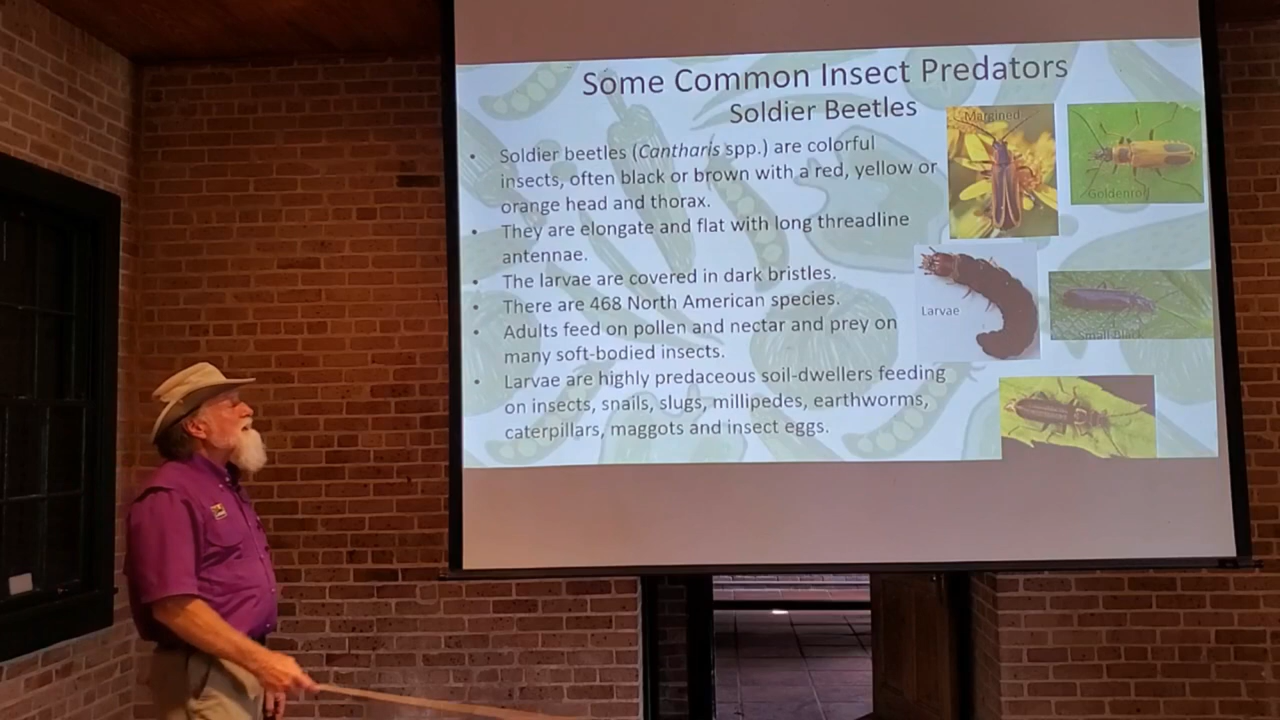 Some Common Insect Predators
Soldier Beetles
• Soldier beetles (Cantharis spp.) are colorful
insects, often black or brown with a red, yellow or
orange head and thorax.
• They are elongate and flat with long threadline
antennae.
• The larvae are covered in dark bristles.
• There are 468 North American species.
• Adults feed on pollen and nectar and prey on
many soft-bodied insects.
• Larvae are highly predaceous soil-dwellers feeding
on insects, snails, slugs, millipedes, earthworms,
caterpillars, maggots and insect eggs.
Margined
Goldenrod
Larvae
Small Black